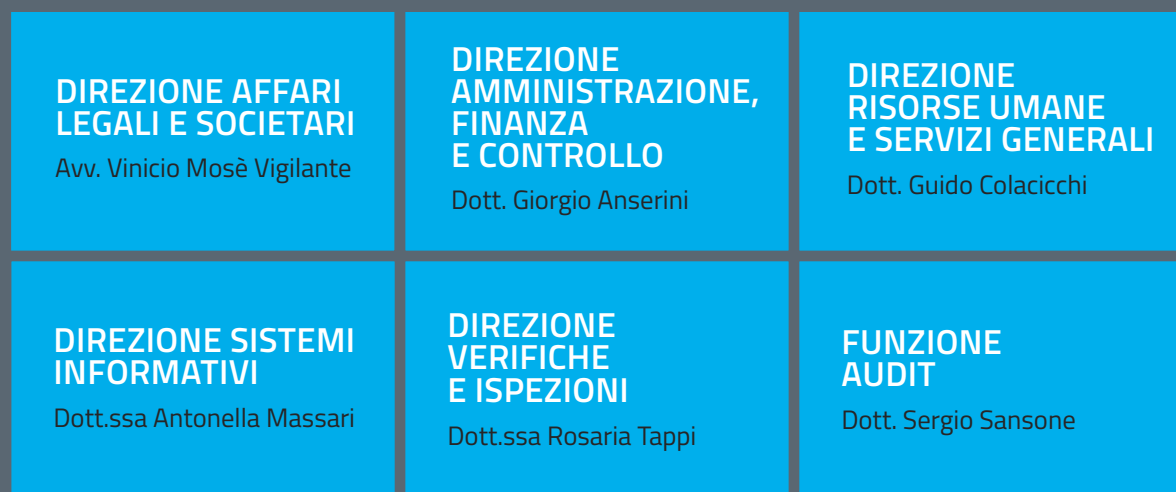 DIREZIONE AFFARI
LEGALI E SOCIETARI
Avv. Vinicio Mosè Vigilante
DIREZIONE
AMMINISTRAZIONE,
FINANZA
E CONTROLLO
Dott. Giorgio Anserini
DIREZIONE
RISORSE UMANE
E SERVIZI GENERALI
Dott. Guido Colacicchi
DIREZIONE SISTEMI
INFORMATIVI
Dott.ssa Antonella Massari
DIREZIONE
VERIFICHE
E ISPEZIONI
Dott.ssa Rosaria Tappi
FUNZIONE
AUDIT
Dott. Sergio Sansone